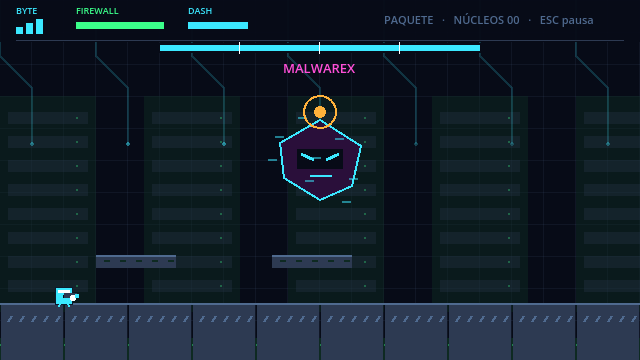 BYTE
FIREWALL
DASH
PAQUETE · NÚCLEOS 00 · ESC pausa
MALWAREX